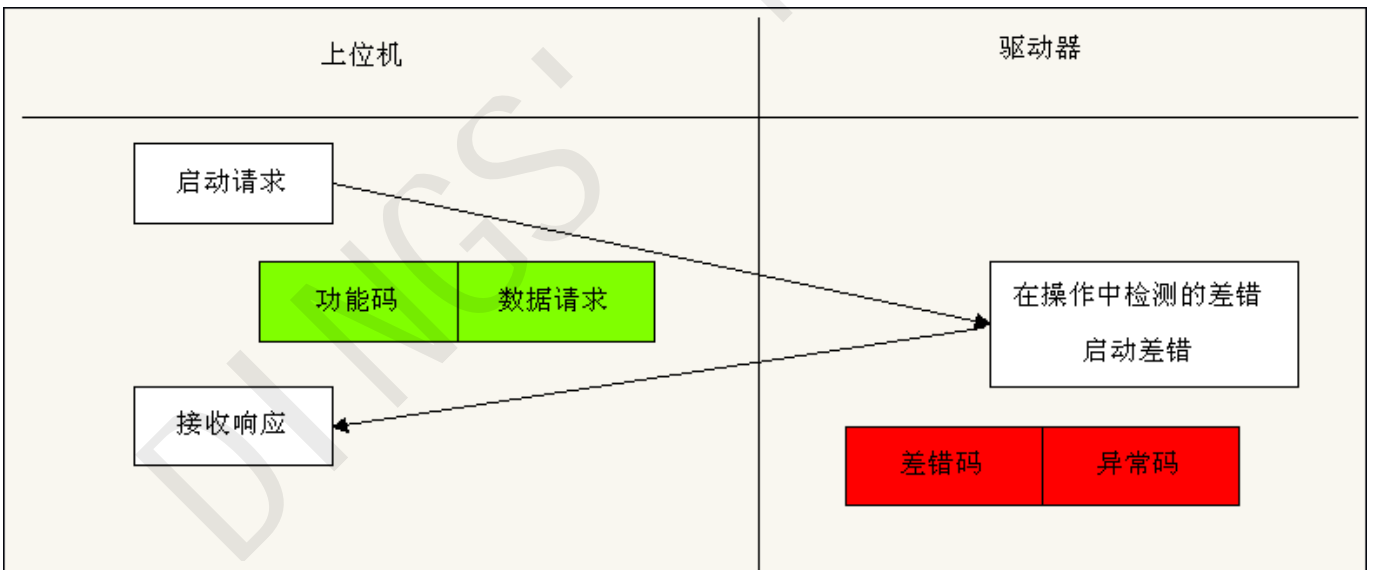 上位机
驱动器
启动请求
功能码 数据请求
在操作中检测的差错
启动差错
接收响应
差错码 异常码
DINGS'